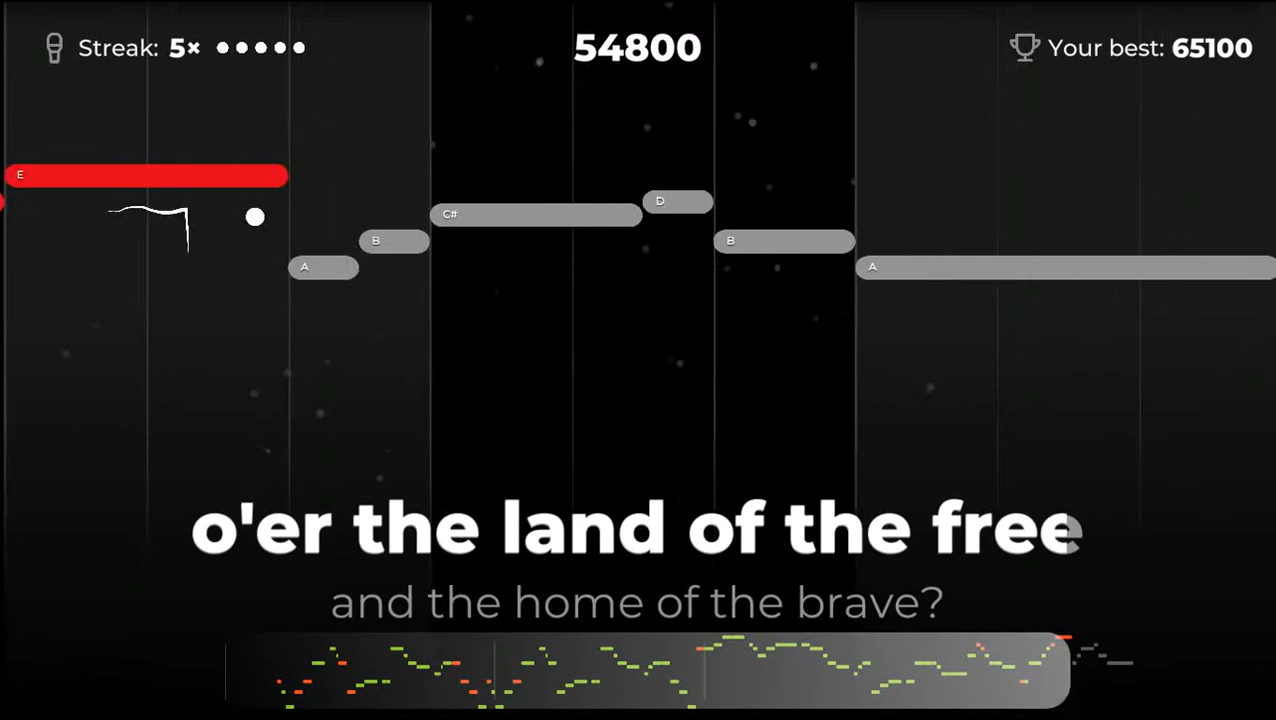 Streak: 5× 54800 Your best: 65100
E
D
C#
B B
A A
o'er the land of the free
and the home of the brave?